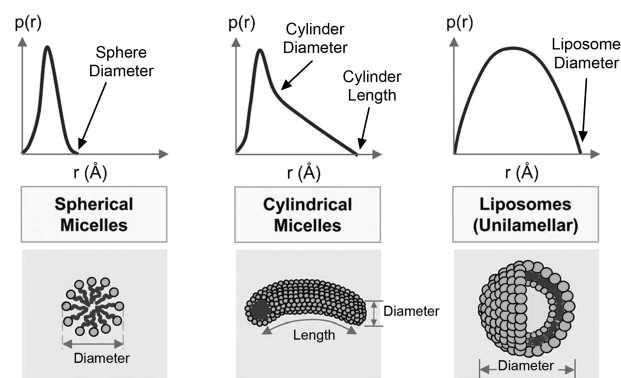 p(r)
Sphere
Diameter
r (Å)
p(r)
Cylinder
Diameter
Cylinder
Length
r (Å)
p(r)
Liposome
Diameter
r (Å)
Spherical
Micelles
Cylindrical
Micelles
Liposomes
(Unilamellar)
Diameter
Diameter
Length
Diameter